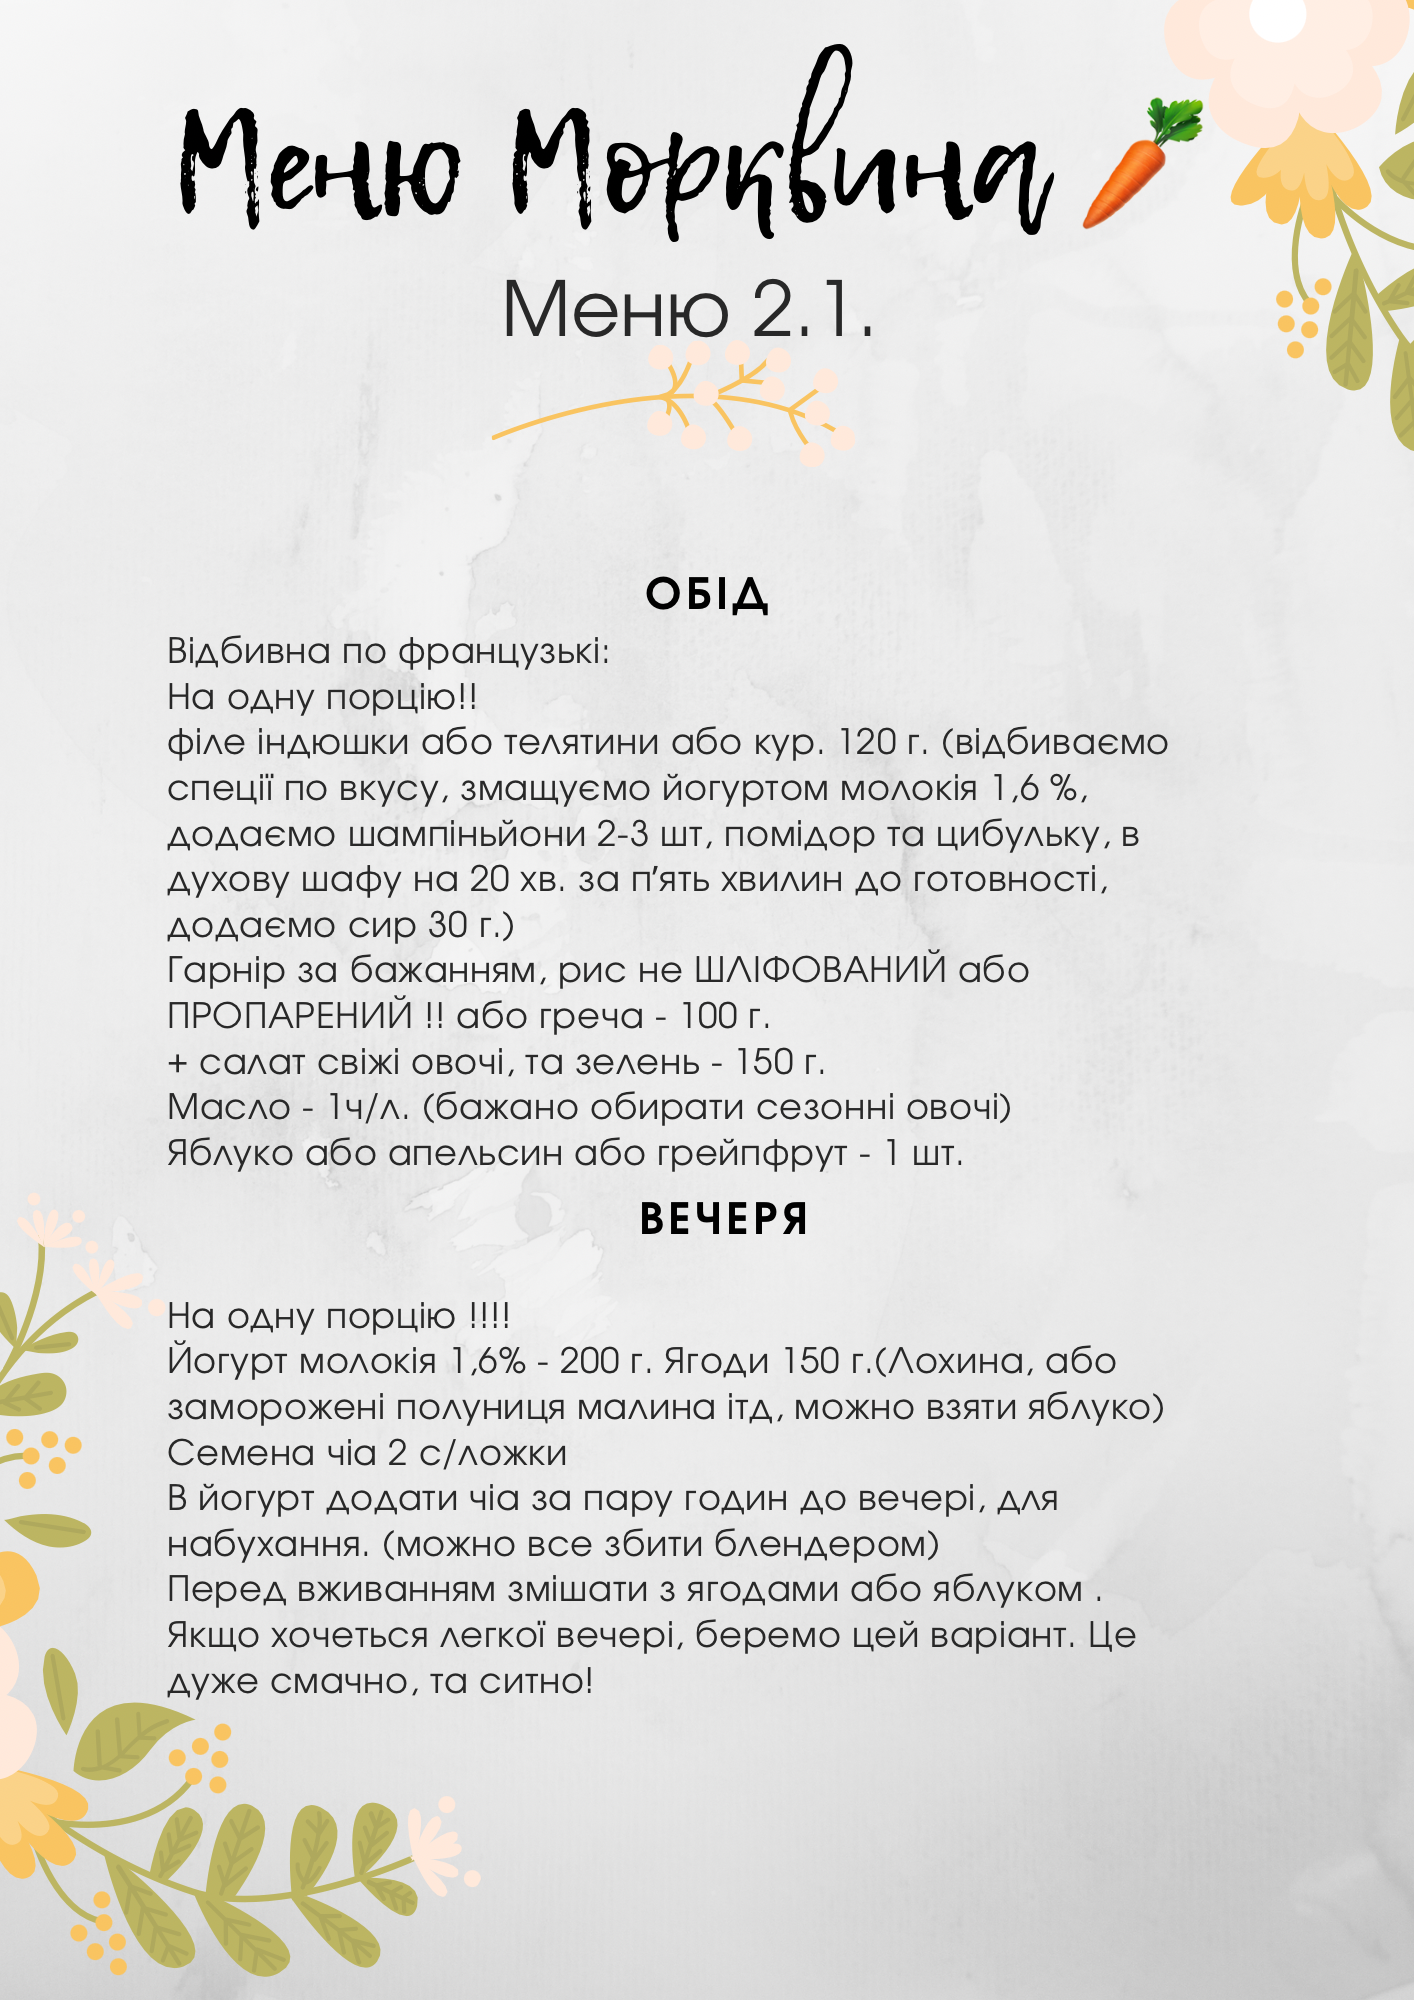 Меню Морквина
Меню 2.1.
ОБІД
Відбивна по французькі:
На одну порцію!!
філе індюшки або телятини або кур. 120 г. (відбиваємо
спеції по вкусу, змащуємо йогуртом молокія 1,6 %,
додаємо шампіньйони 2-3 шт, помідор та цибульку, в
духову шафу на 20 хв. за п'ять хвилин до готовності,
додаємо сир 30 г.)
Гарнір за бажанням, рис не ШЛІФОВАНИЙ або
ПРОПАРЕНИЙ !! або греча - 100 г.
+ салат свіжі овочі, та зелень - 150 г.
Масло - 1ч/л. (бажано обирати сезонні овочі)
Яблуко або апельсин або грейпфрут - 1 шт.
ВЕЧЕРЯ
На одну порцію !!!!
Йогурт молокія 1,6% - 200 г. Ягоди 150 г.(Лохина, або
заморожені полуниця малина ітд, можно взяти яблуко)
Семена чіа 2 с/ложки
В йогурт додати чіа за пару годин до вечері, для
набухання. (можно все збити блендером)
Перед вживанням змішати з ягодами або яблуком .
Якщо хочеться легкої вечері, беремо цей варіант. Це
дуже смачно, та ситно!